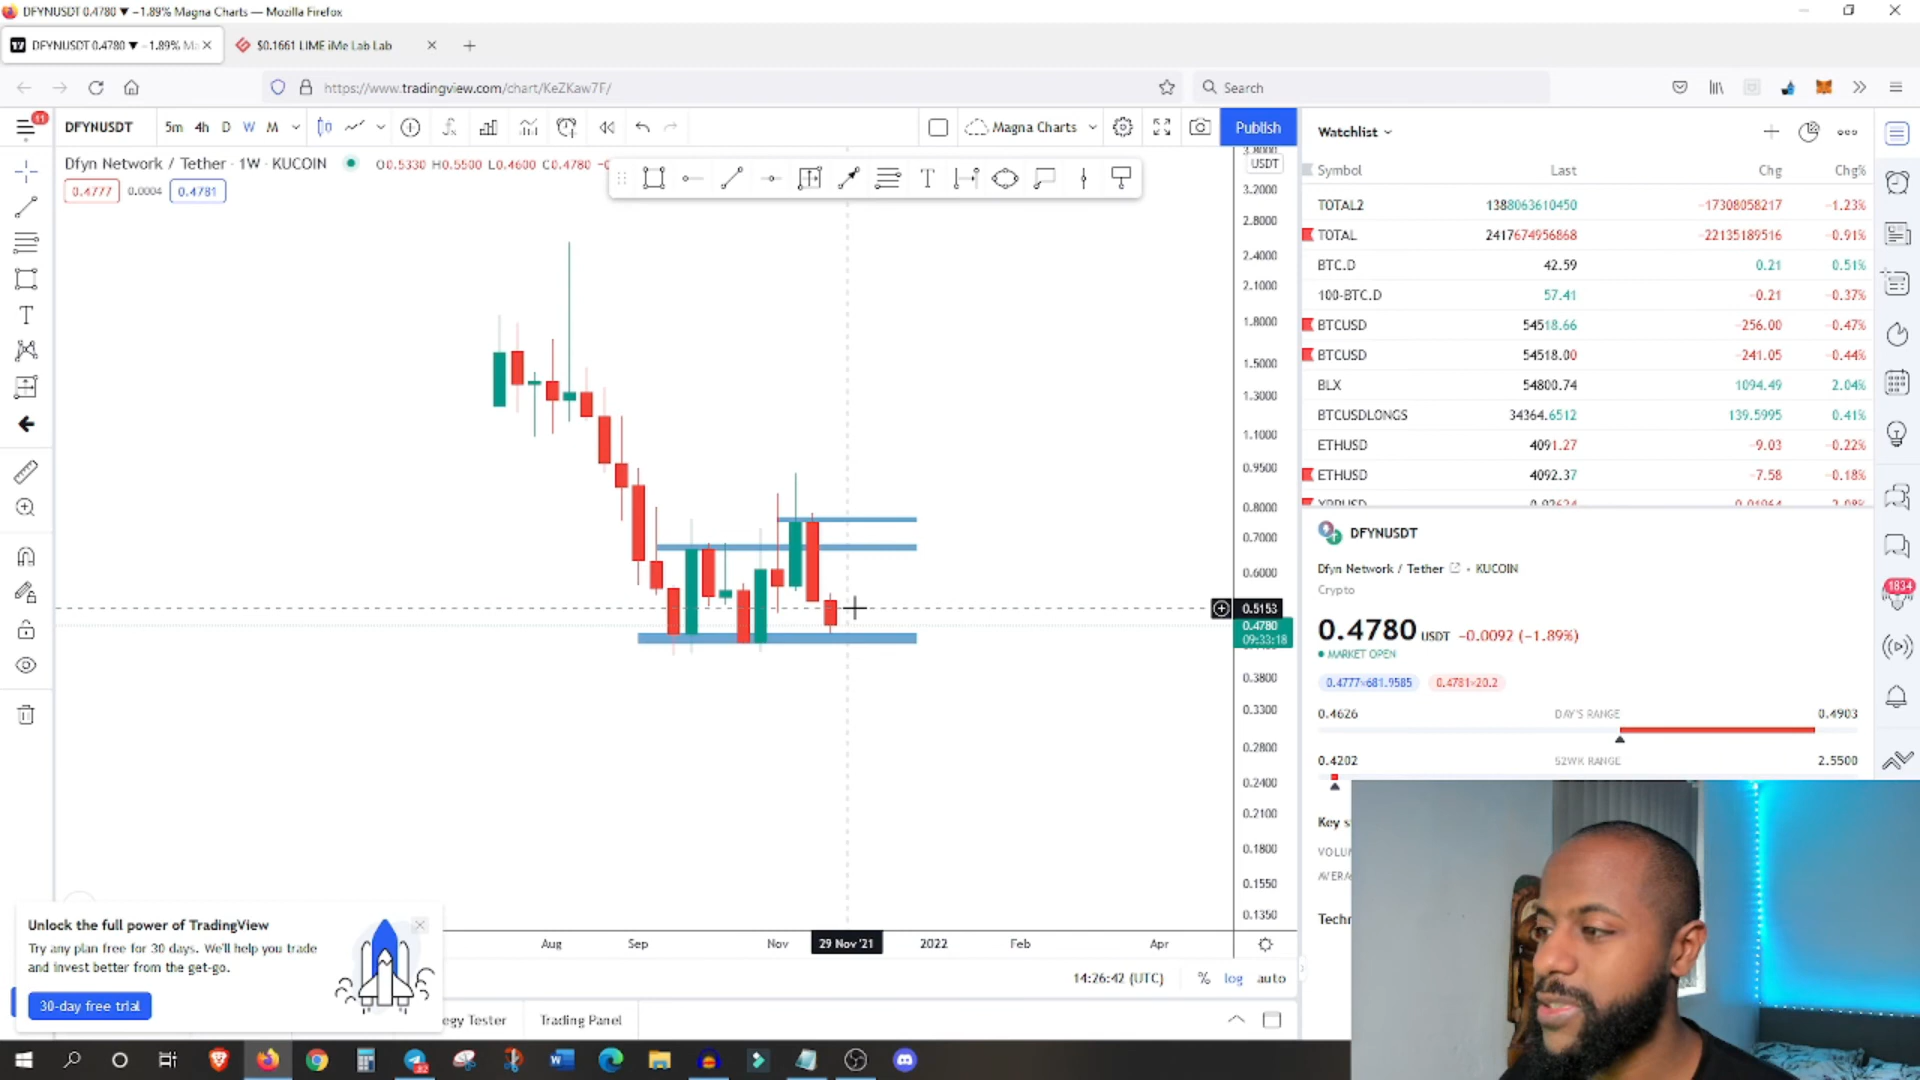 DFYNUSDT 0.4780 ▼ −1.89% Magna Charts — Mozilla Firefox
DFYNUSDT 0.4780 ▼ −1.89% Ma
$0.1661 LIME iMe Lab Lab
https://www.tradingview.com/chart/KeZKaw7F/
Search
11
DFYNUSDT
5m 4h D W M
Magna Charts
Publish
Dfyn Network / Tether · 1W · KUCOIN
O0.5330 H0.5500 L0.4600 C0.4780
0.4777 0.0004 0.4781
USDT
3.8000
3.2000
2.8000
2.4000
2.1000
1.8000
1.5000
1.3000
1.1000
0.9500
0.8000
0.7000
0.6000
0.5153
0.4780
09:33:18
0.3800
0.3300
0.2800
0.2400
0.2100
0.1800
0.1550
0.1350
Aug Sep Nov 29 Nov '21 2022 Feb Apr
14:26:42 (UTC) % log auto
egy Tester Trading Panel
Unlock the full power of TradingView
Try any plan free for 30 days. We'll help you trade
and invest better from the get-go.
30-day free trial
Watchlist
Symbol Last Chg Chg%
TOTAL2 1388063610450 −17308058217 −1.23%
TOTAL 2417674956868 −22135189516 −0.91%
BTC.D 42.59 0.21 0.51%
100-BTC.D 57.41 −0.21 −0.37%
BTCUSD 54518.66 −256.00 −0.47%
BTCUSD 54518.00 −241.05 −0.44%
BLX 54800.74 1094.49 2.04%
BTCUSDLONGS 34364.6512 139.5995 0.41%
ETHUSD 4091.27 −9.03 −0.22%
ETHUSD 4092.37 −7.58 −0.18%
DFYNUSDT
Dfyn Network / Tether · KUCOIN
Crypto
0.4780 USDT −0.0092 (−1.89%)
MARKET OPEN
0.4777×681.9585 0.4781×20.2
0.4626 DAY'S RANGE 0.4903
0.4202 52WK RANGE 2.5500
Key s
VOLU
AVERA
Techn
1834